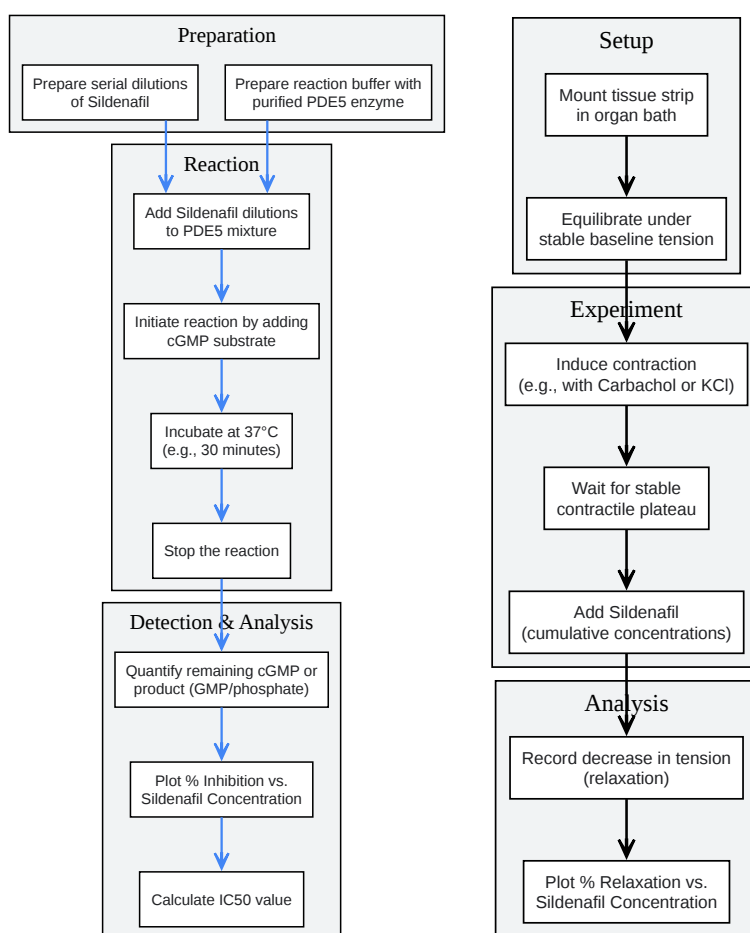 Preparation
Prepare serial dilutions
of Sildenafil
Prepare reaction buffer with
purified PDE5 enzyme
Reaction
Add Sildenafil dilutions
to PDE5 mixture
Initiate reaction by adding
cGMP substrate
Incubate at 37°C
(e.g., 30 minutes)
Stop the reaction
Detection & Analysis
Quantify remaining cGMP or
product (GMP/phosphate)
Plot % Inhibition vs.
Sildenafil Concentration
Calculate IC50 value
Setup
Mount tissue strip
in organ bath
Equilibrate under
stable baseline tension
Experiment
Induce contraction
(e.g., with Carbachol or KCl)
Wait for stable
contractile plateau
Add Sildenafil
(cumulative concentrations)
Analysis
Record decrease in tension
(relaxation)
Plot % Relaxation vs.
Sildenafil Concentration